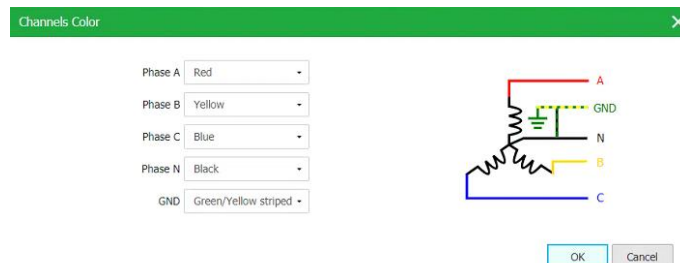 Channels Color
Phase A Red
Phase B Yellow
Phase C Blue
Phase N Black
GND Green/Yellow striped
A
GND
N
B
C
OK Cancel